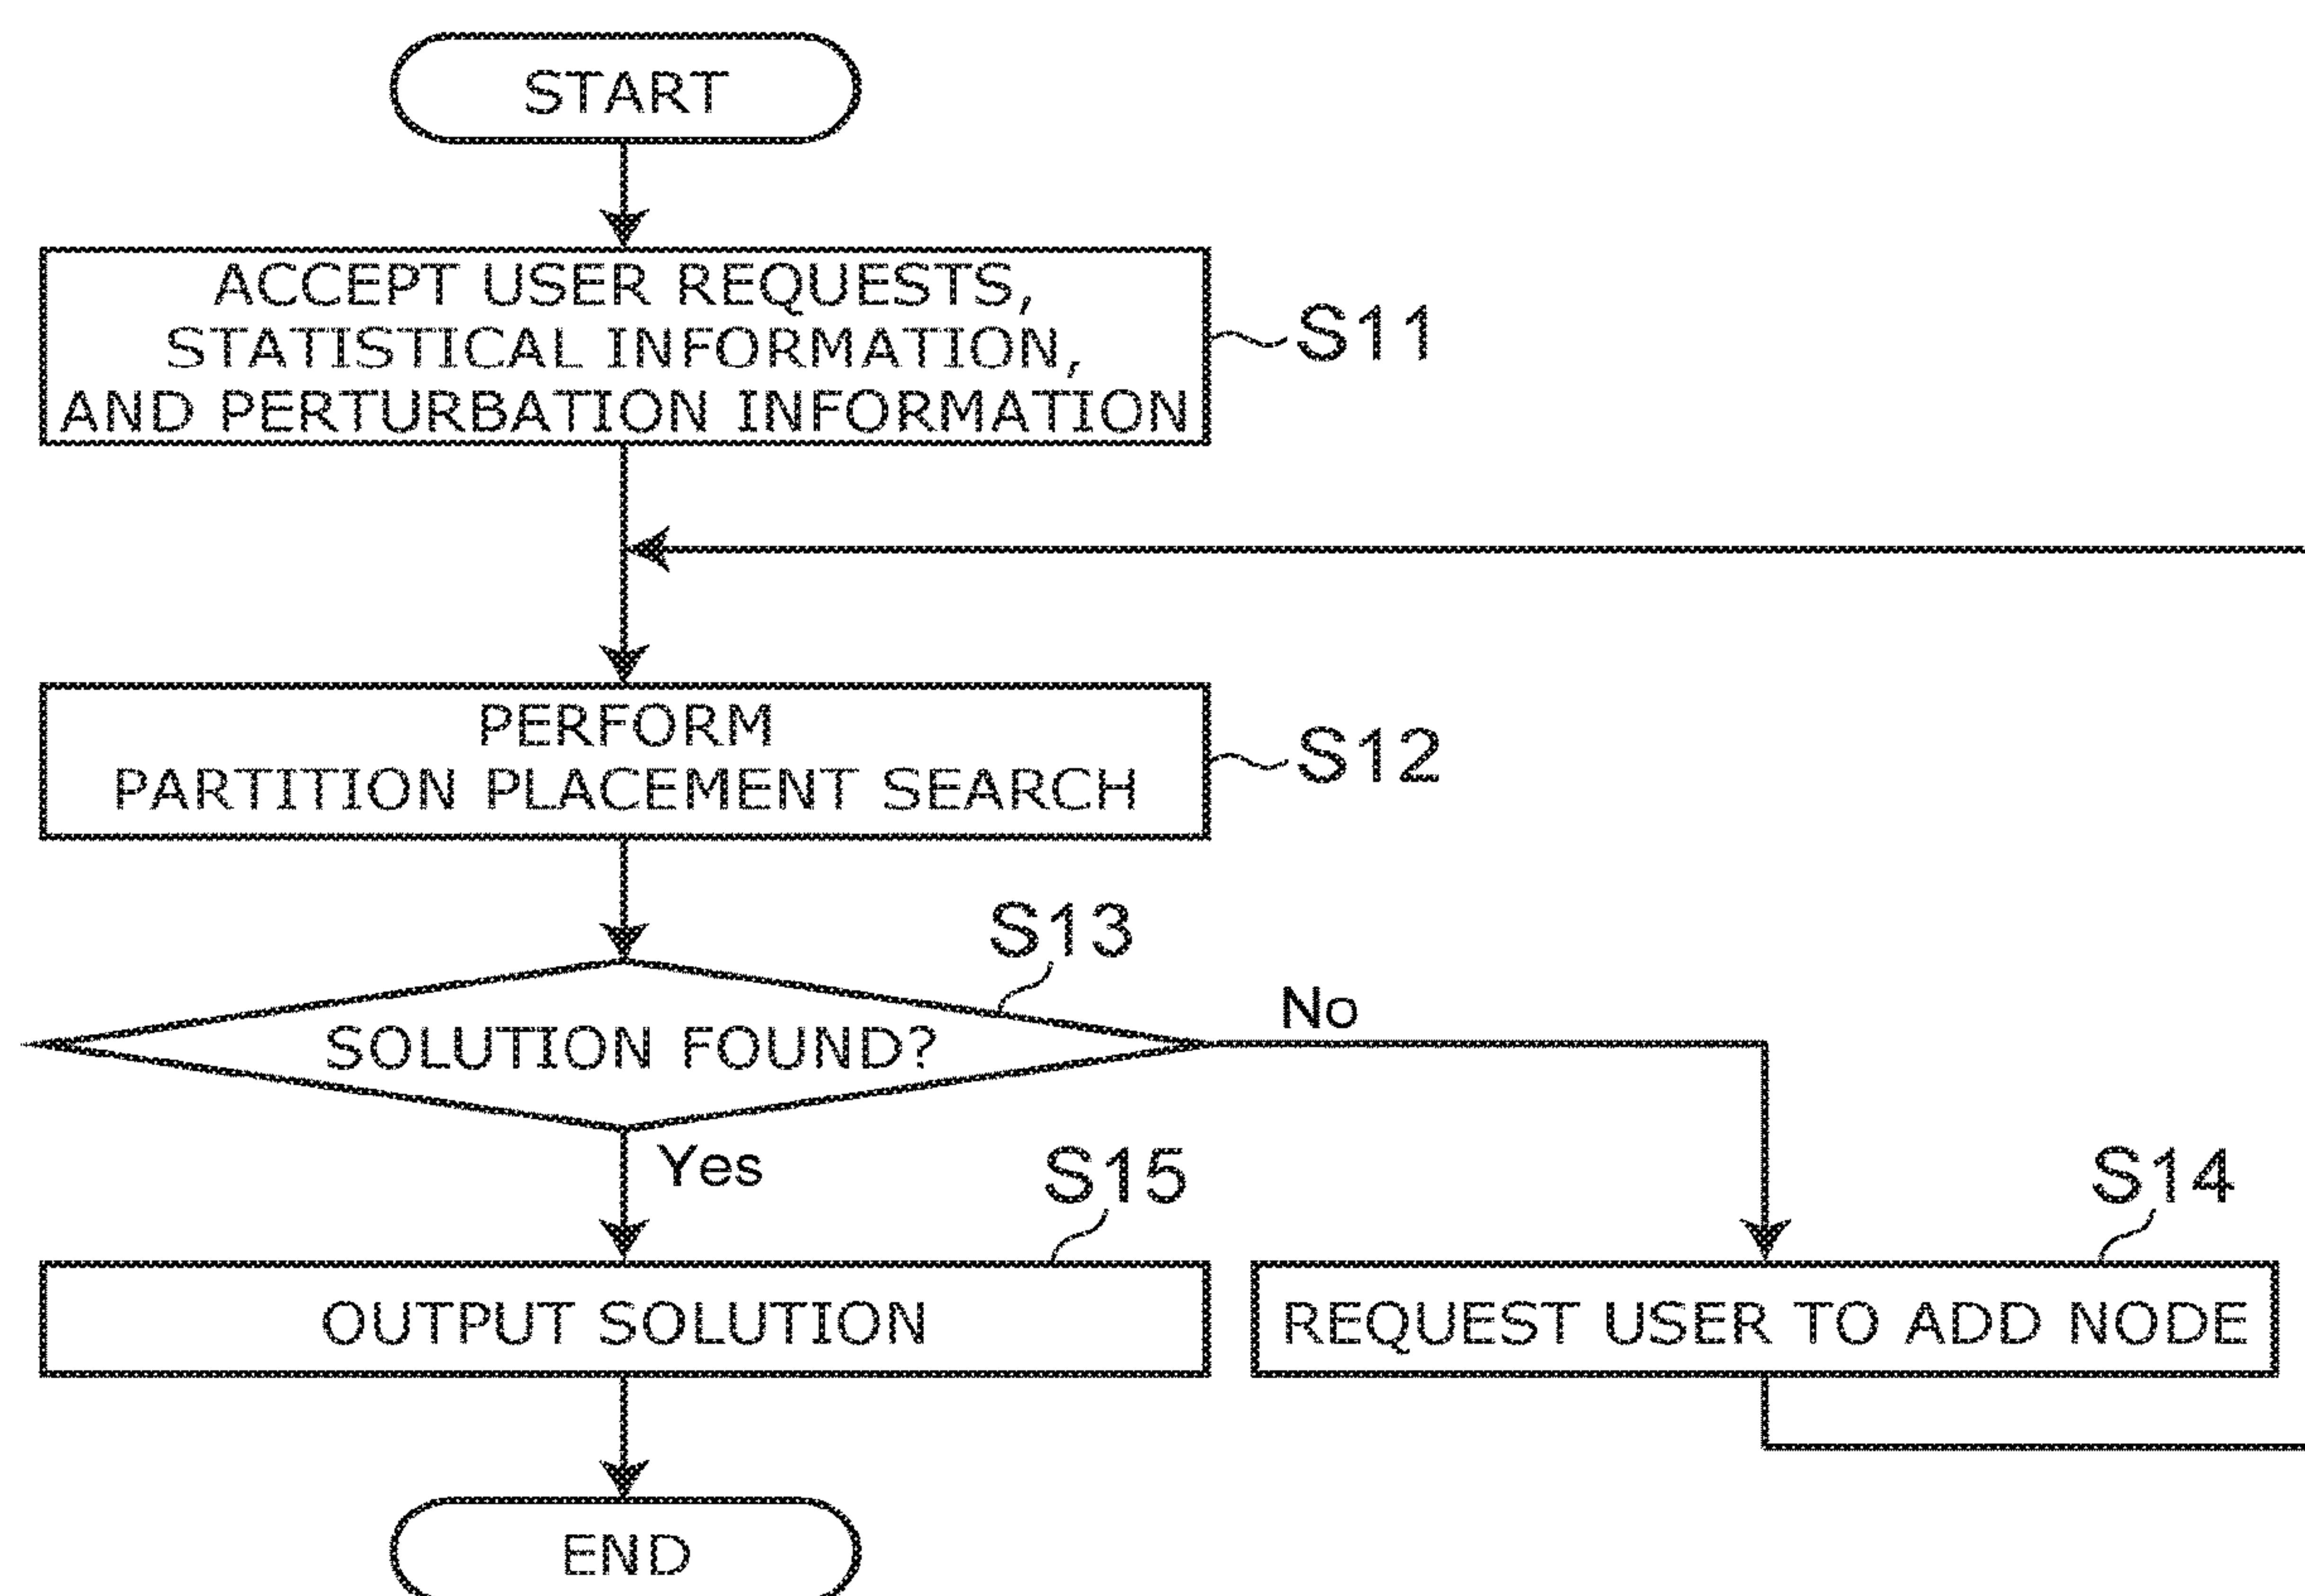 START
ACCEPT USER REQUESTS,
STATISTICAL INFORMATION,
AND PERTURBATION INFORMATION
S11
PERFORM
PARTITION PLACEMENT SEARCH
S12
S13
SOLUTION FOUND?
No
Yes
S15
OUTPUT SOLUTION
S14
REQUEST USER TO ADD NODE
END